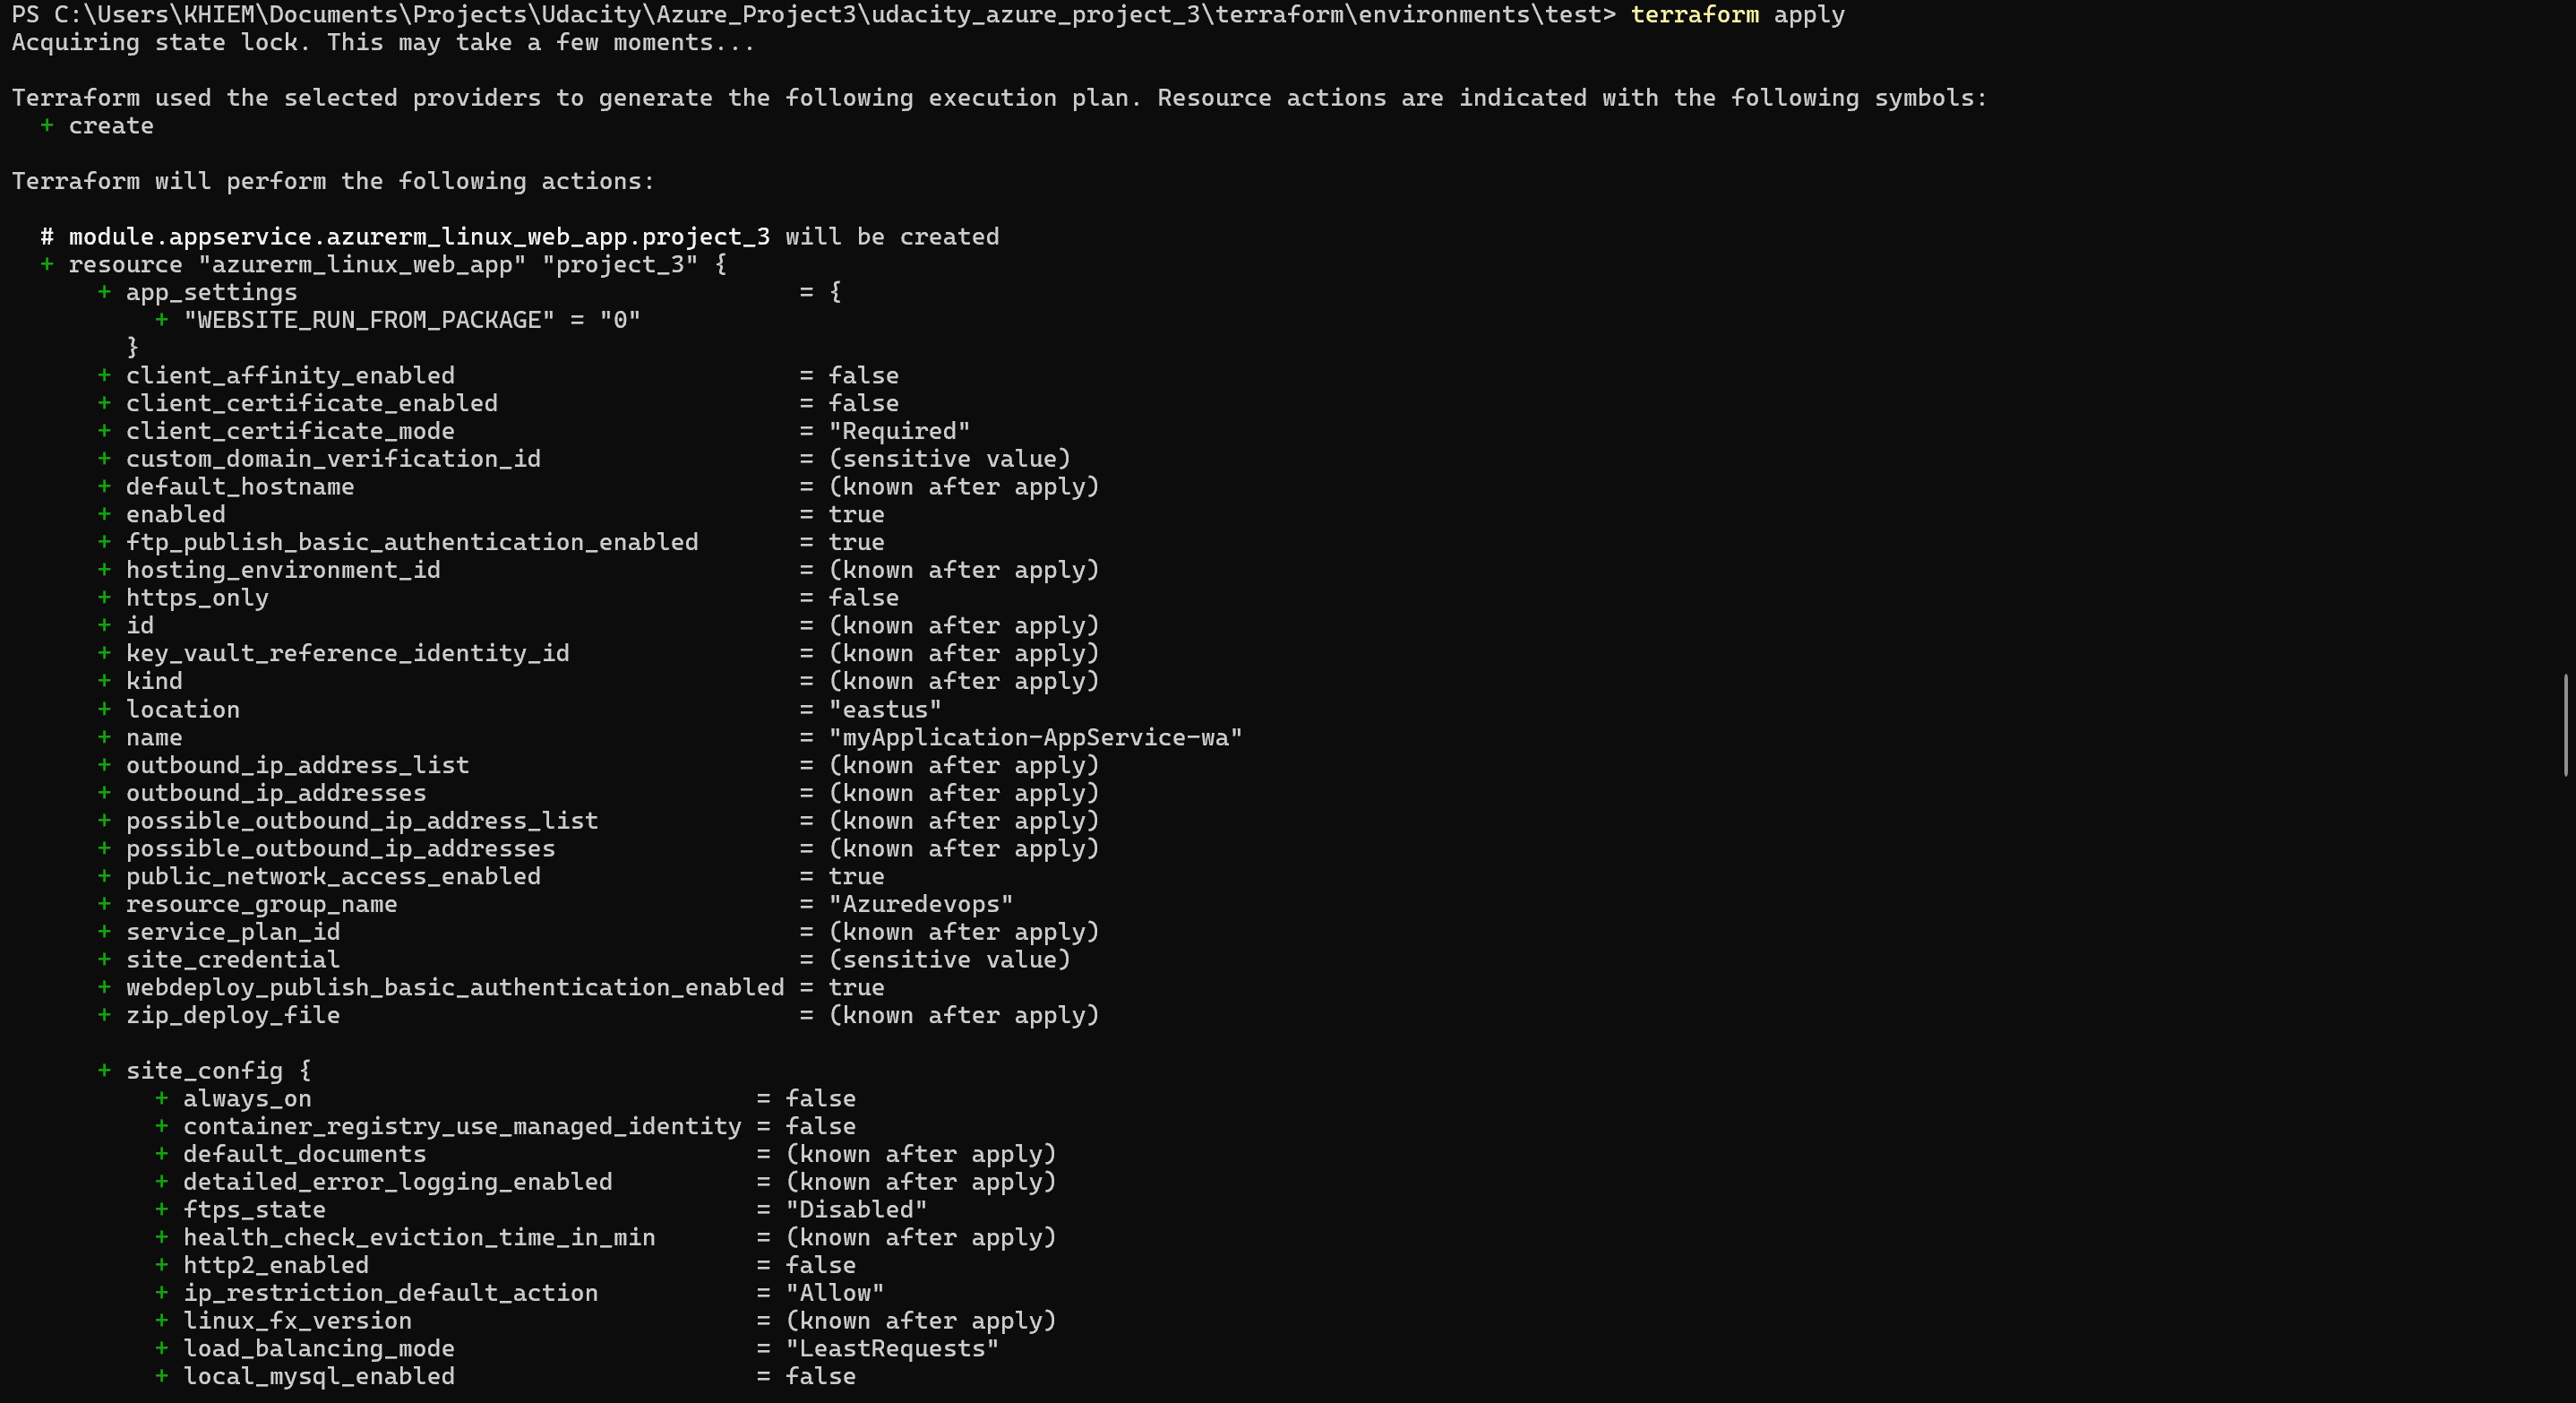 PS C:\Users\KHIEM\Documents\Projects\Udacity\Azure_Project3\udacity_azure_project_3\terraform\environments\test> terraform apply
Acquiring state lock. This may take a few moments...

Terraform used the selected providers to generate the following execution plan. Resource actions are indicated with the following symbols:
  + create

Terraform will perform the following actions:

  # module.appservice.azurerm_linux_web_app.project_3 will be created
  + resource "azurerm_linux_web_app" "project_3" {
      + app_settings                                   = {
          + "WEBSITE_RUN_FROM_PACKAGE" = "0"
        }
      + client_affinity_enabled                        = false
      + client_certificate_enabled                     = false
      + client_certificate_mode                        = "Required"
      + custom_domain_verification_id                  = (sensitive value)
      + default_hostname                               = (known after apply)
      + enabled                                        = true
      + ftp_publish_basic_authentication_enabled       = true
      + hosting_environment_id                         = (known after apply)
      + https_only                                     = false
      + id                                             = (known after apply)
      + key_vault_reference_identity_id                = (known after apply)
      + kind                                           = (known after apply)
      + location                                       = "eastus"
      + name                                           = "myApplication-AppService-wa"
      + outbound_ip_address_list                       = (known after apply)
      + outbound_ip_addresses                          = (known after apply)
      + possible_outbound_ip_address_list              = (known after apply)
      + possible_outbound_ip_addresses                 = (known after apply)
      + public_network_access_enabled                  = true
      + resource_group_name                            = "Azuredevops"
      + service_plan_id                                = (known after apply)
      + site_credential                                = (sensitive value)
      + webdeploy_publish_basic_authentication_enabled = true
      + zip_deploy_file                                = (known after apply)

      + site_config {
          + always_on                               = false
          + container_registry_use_managed_identity = false
          + default_documents                       = (known after apply)
          + detailed_error_logging_enabled          = (known after apply)
          + ftps_state                              = "Disabled"
          + health_check_eviction_time_in_min       = (known after apply)
          + http2_enabled                           = false
          + ip_restriction_default_action           = "Allow"
          + linux_fx_version                        = (known after apply)
          + load_balancing_mode                     = "LeastRequests"
          + local_mysql_enabled                     = false